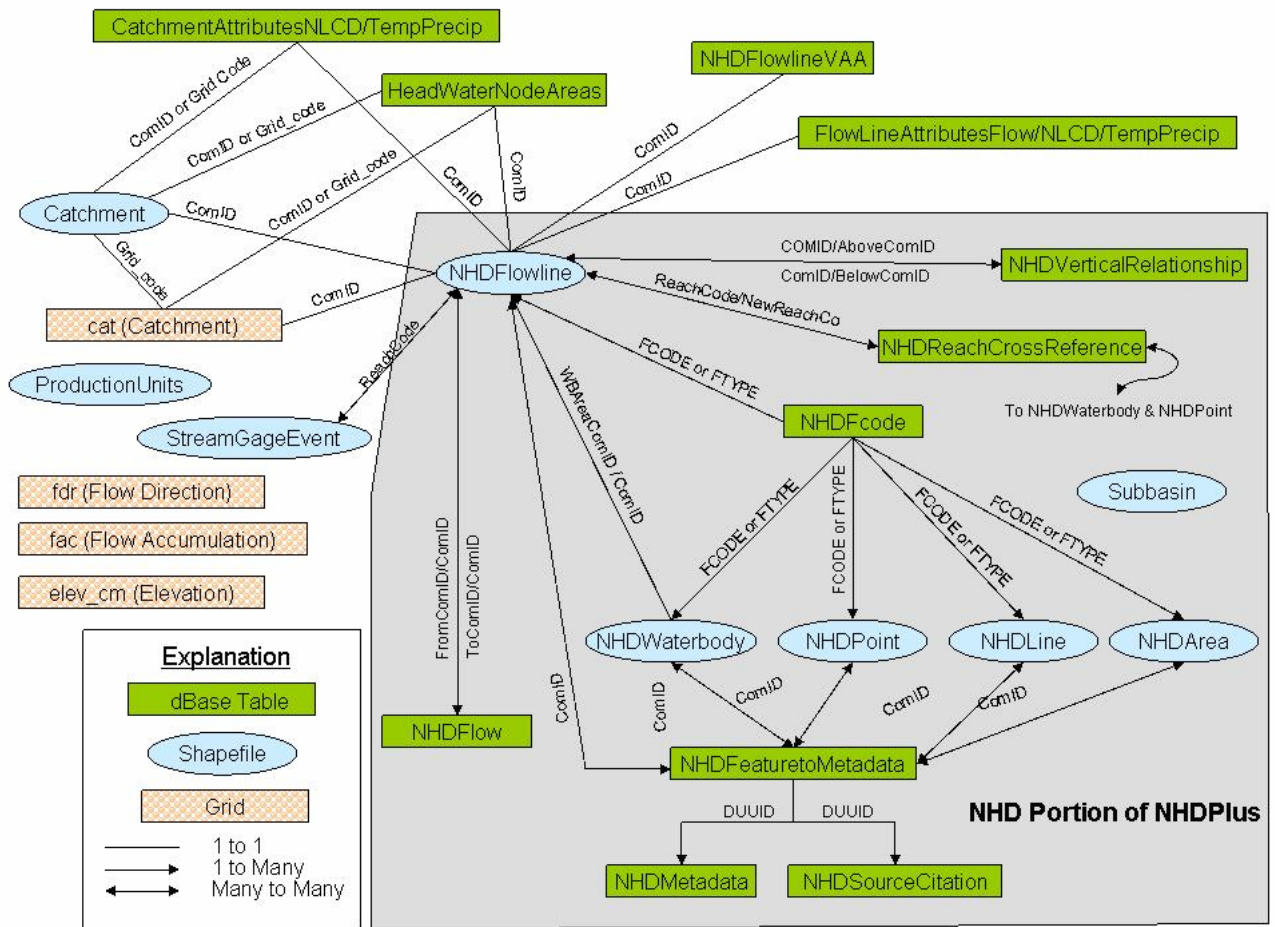 CatchmentAttributesNLCD/TempPrecip
NHDFlowlineVAA
HeadWaterNodeAreas
FlowLineAttributesFlow/NLCD/TempPrecip
ComID or Grid Code
ComID or Grid_code
ComID or Grid_code
ComID
ComID
ComID
ComID
Catchment
ComID
Grid_code
NHDFlowline
COMID/AboveComID
ComID/BelowComID
NHDVerticalRelationship
ComID
cat (Catchment)
ReachCode/NewReachCo
NHDReachCrossReference
ReachCode
ProductionUnits
FCODE or FTYPE
WBAreaComID / ComID
To NHDWaterbody & NHDPoint
NHDFcode
StreamGageEvent
Subbasin
fdr (Flow Direction)
fac (Flow Accumulation)
elev_cm (Elevation)
FCODE or FTYPE
FCODE or FTYPE
FCODE or FTYPE
FCODE or FTYPE
FromComID/ComID
ToComID/ComID
NHDWaterbody
NHDPoint
NHDLine
NHDArea
ComID
ComID
ComID
ComID
ComID
NHDFlow
NHDFeaturetoMetadata
DUUID
DUUID
NHD Portion of NHDPlus
NHDMetadata
NHDSourceCitation
Explanation
dBase Table
Shapefile
Grid
1 to 1
1 to Many
Many to Many